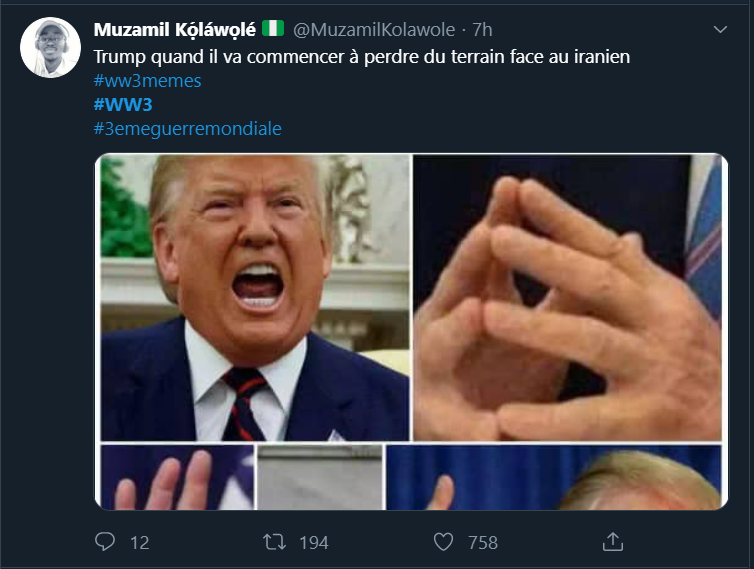 Muzamil Kọ́láwọlé @MuzamilKolawole · 7h
Trump quand il va commencer à perdre du terrain face au iranien
#ww3memes
#WW3
#3emeguerremondiale
12 194 758